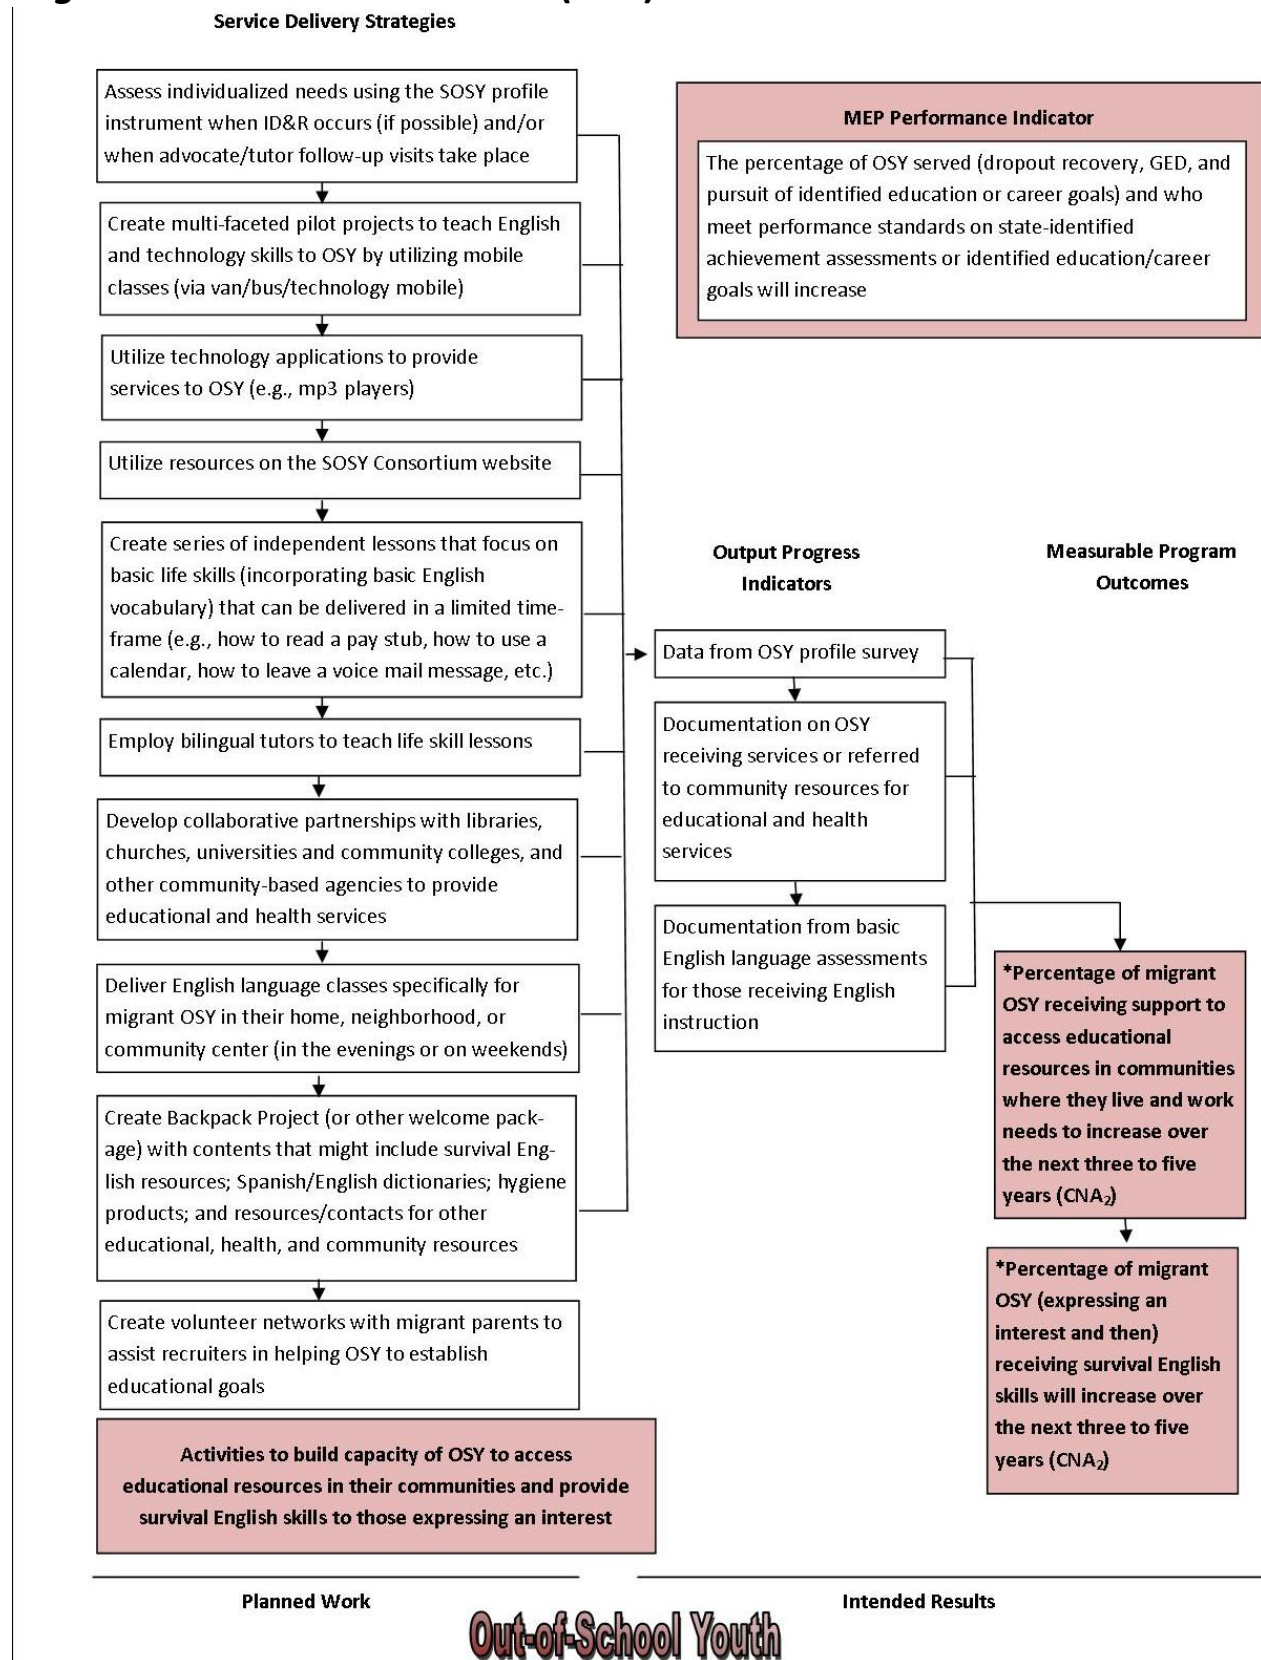 Service Delivery Strategies
Assess individualized needs using the SOSY profile
instrument when ID&R occurs (if possible) and/or
when advocate/tutor follow-up visits take place
Create multi-faceted pilot projects to teach English
and technology skills to OSY by utilizing mobile
classes (via van/bus/technology mobile)
Utilize technology applications to provide
services to OSY (e.g., mp3 players)
Utilize resources on the SOSY Consortium website
Create series of independent lessons that focus on
basic life skills (incorporating basic English
vocabulary) that can be delivered in a limited time-
frame (e.g., how to read a pay stub, how to use a
calendar, how to leave a voice mail message, etc.)
Employ bilingual tutors to teach life skill lessons
Develop collaborative partnerships with libraries,
churches, universities and community colleges, and
other community-based agencies to provide
educational and health services
Deliver English language classes specifically for
migrant OSY in their home, neighborhood, or
community center (in the evenings or on weekends)
Create Backpack Project (or other welcome pack-
age) with contents that might include survival Eng-
lish resources; Spanish/English dictionaries; hygiene
products; and resources/contacts for other
educational, health, and community resources
Create volunteer networks with migrant parents to
assist recruiters in helping OSY to establish
educational goals
Activities to build capacity of OSY to access
educational resources in their communities and provide
survival English skills to those expressing an interest
Planned Work
MEP Performance Indicator
The percentage of OSY served (dropout recovery, GED, and
pursuit of identified education or career goals) and who
meet performance standards on state-identified
achievement assessments or identified education/career
goals will increase
Output Progress
Indicators
Data from OSY profile survey
Documentation on OSY
receiving services or referred
to community resources for
educational and health
services
Documentation from basic
English language assessments
for those receiving English
instruction
Measurable Program
Outcomes
*Percentage of migrant
OSY receiving support to
access educational
resources in communities
where they live and work
needs to increase over
the next three to five
years (CNA₂)
*Percentage of migrant
OSY (expressing an
interest and then)
receiving survival English
skills will increase over
the next three to five
years (CNA₂)
Intended Results
Out-of-School Youth